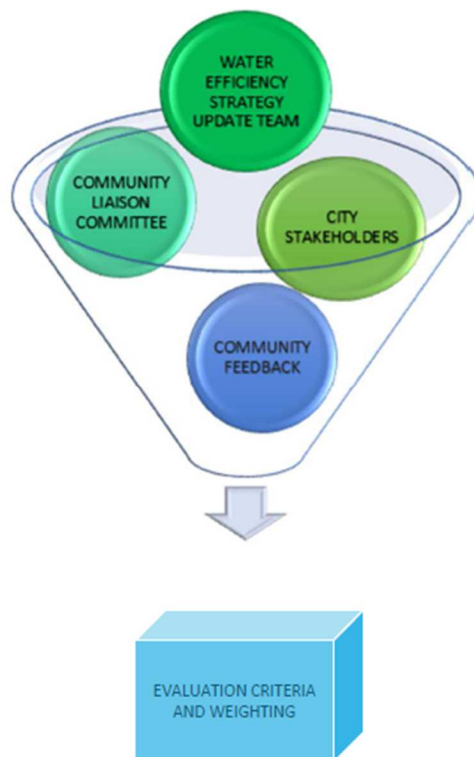 WATER
EFFICIENCY
STRATEGY
UPDATE TEAM
COMMUNITY
LIAISON
COMMITTEE
CITY
STAKEHOLDERS
COMMUNITY
FEEDBACK
EVALUATION CRITERIA
AND WEIGHTING